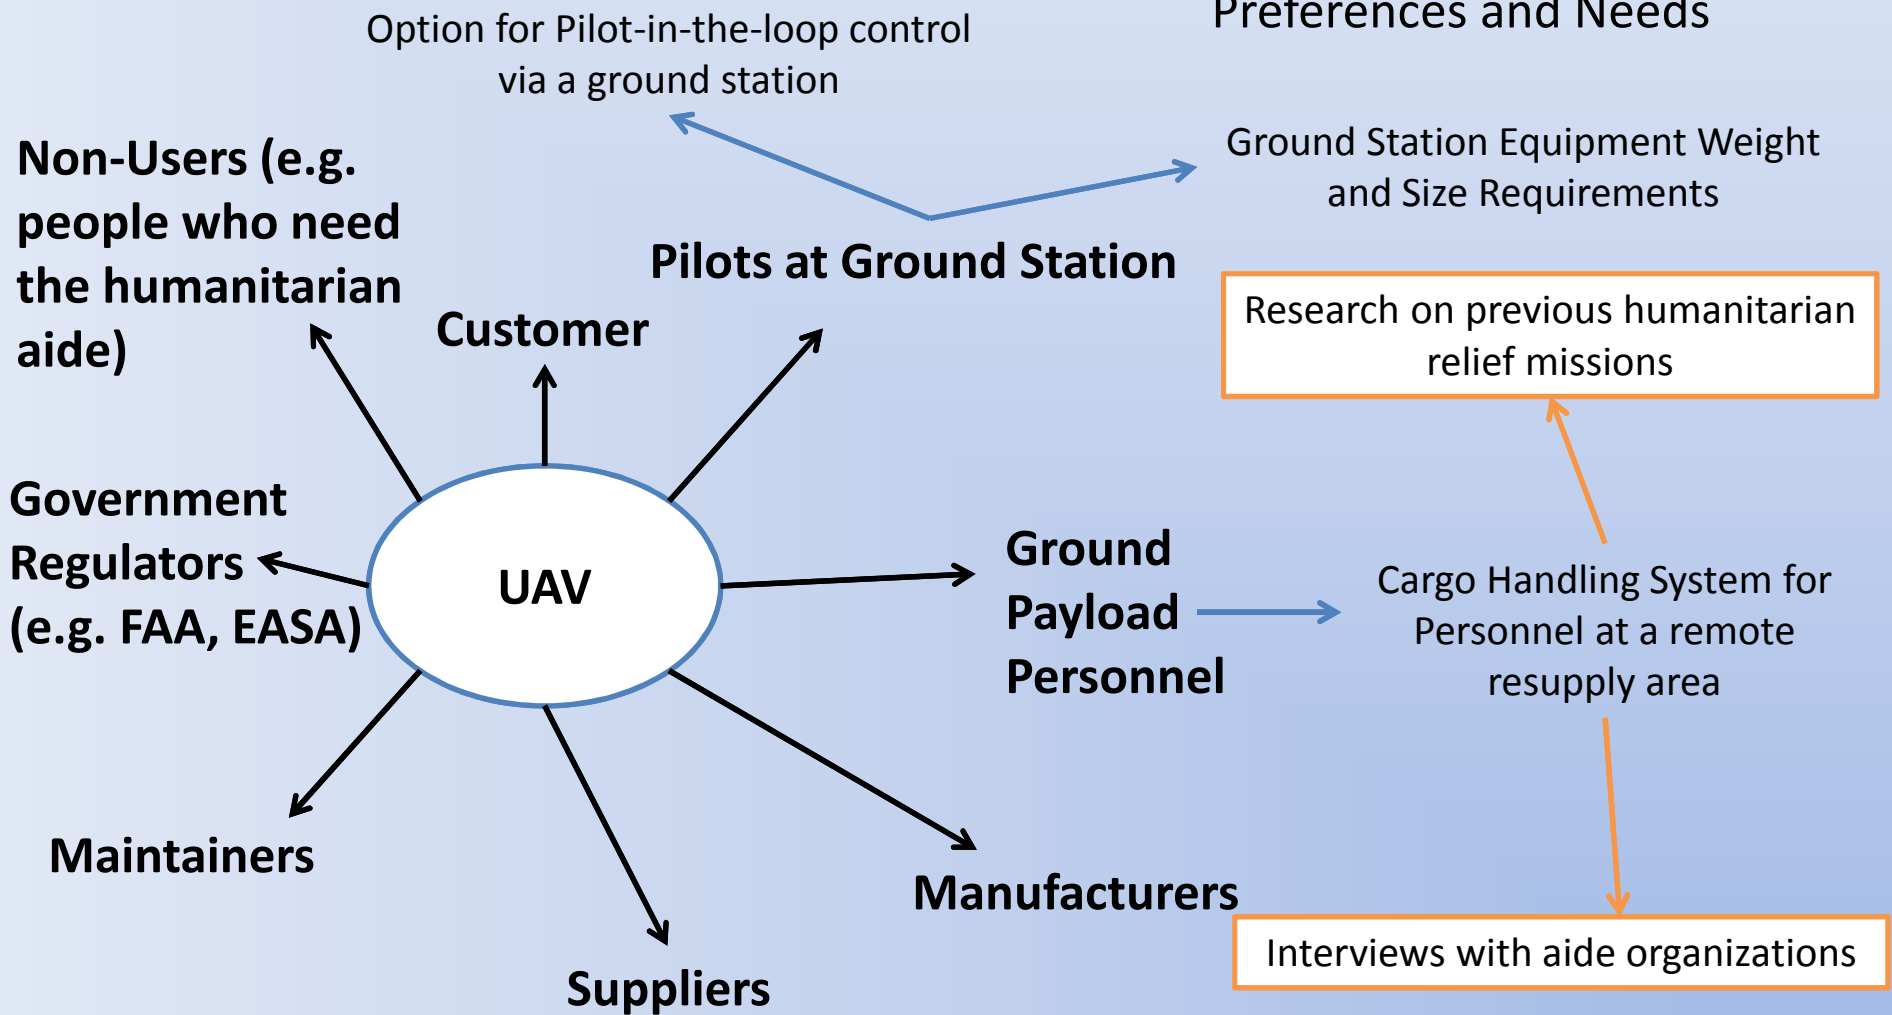 Preferences and Needs
Option for Pilot-in-the-loop control
via a ground station
Ground Station Equipment Weight
and Size Requirements
Non-Users (e.g.
people who need
the humanitarian
aide)
Pilots at Ground Station
Customer
Research on previous humanitarian
relief missions
Government
Regulators
(e.g. FAA, EASA)
UAV
Ground
Payload
Personnel
Cargo Handling System for
Personnel at a remote
resupply area
Maintainers
Manufacturers
Suppliers
Interviews with aide organizations